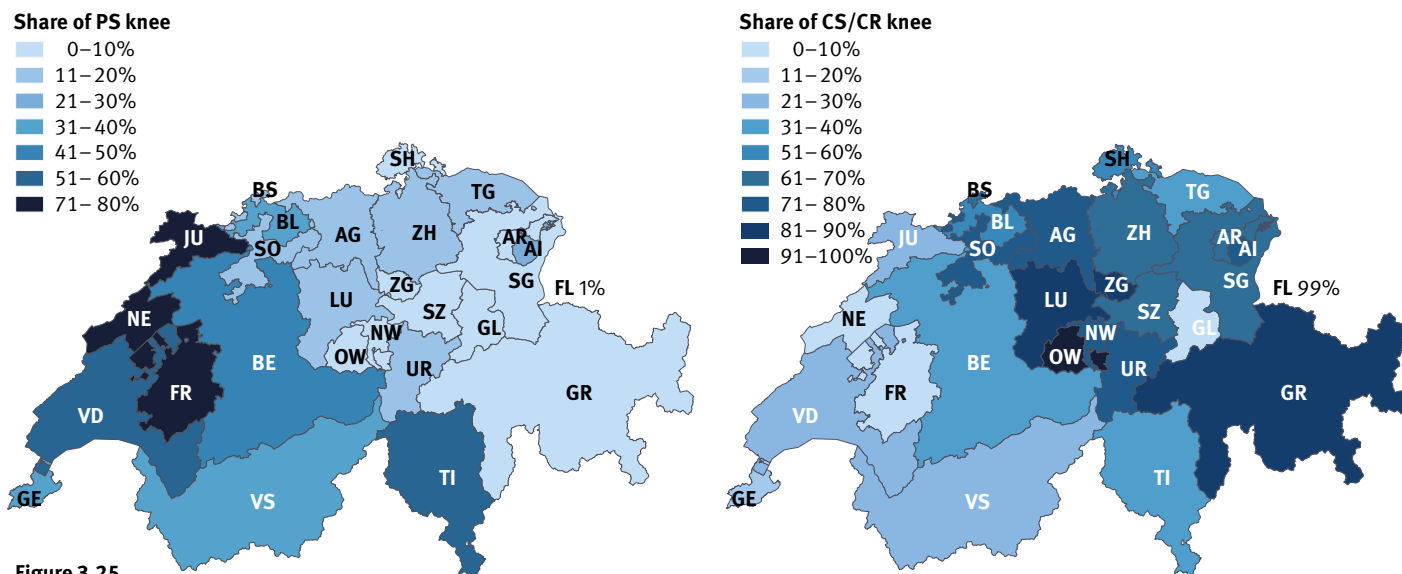 Share of PS knee
0–10%
11–20%
21–30%
31–40%
41–50%
51–60%
71–80%
SH
BS
TG
BL
JU
AG
ZH
AR
AI
SO
SG
ZG
FL 1%
LU
SZ
NE
NW
GL
OW
BE
UR
FR
GR
VD
TI
GE
VS
Figure 3.25
Share of CS/CR knee
0–10%
11–20%
21–30%
31–40%
51–60%
61–70%
71–80%
81–90%
91–100%
SH
BS
TG
BL
JU
AG
ZH
AR
AI
SO
SG
ZG
FL 99%
LU
SZ
NE
NW
GL
OW
BE
UR
FR
GR
VD
TI
GE
VS